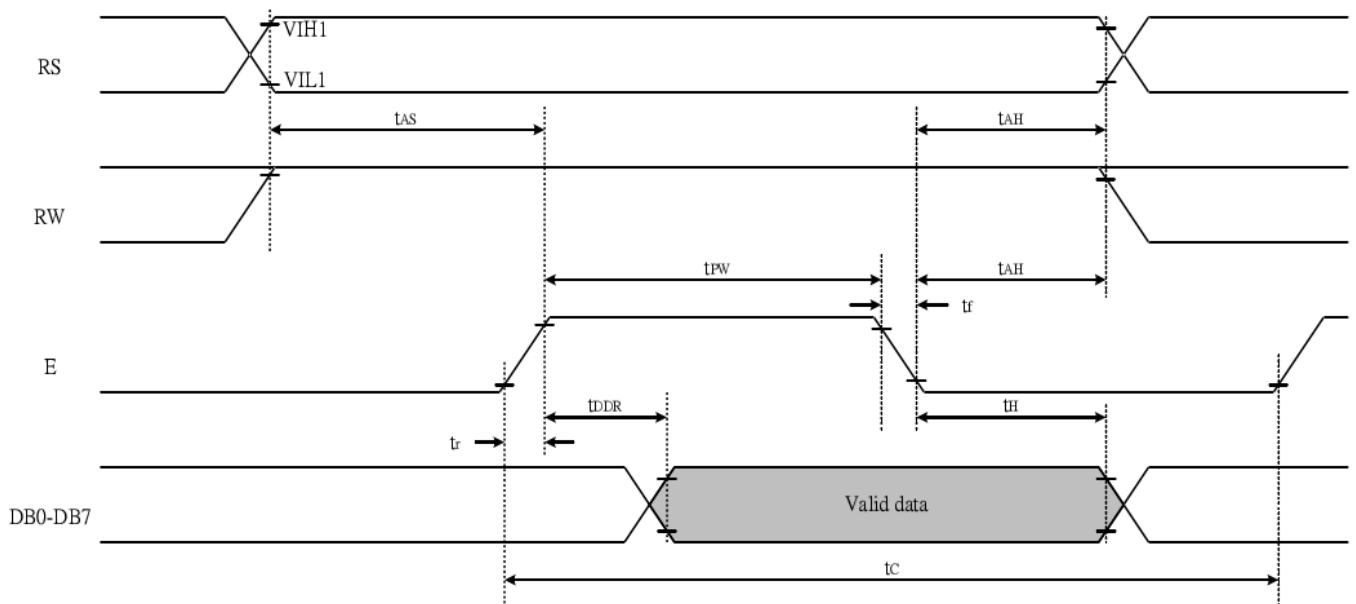 VIH1
RS
VIL1
tAS
tAH
RW
tPW
tAH
tf
E
tDDR
tH
tr
DB0-DB7
Valid data
tC